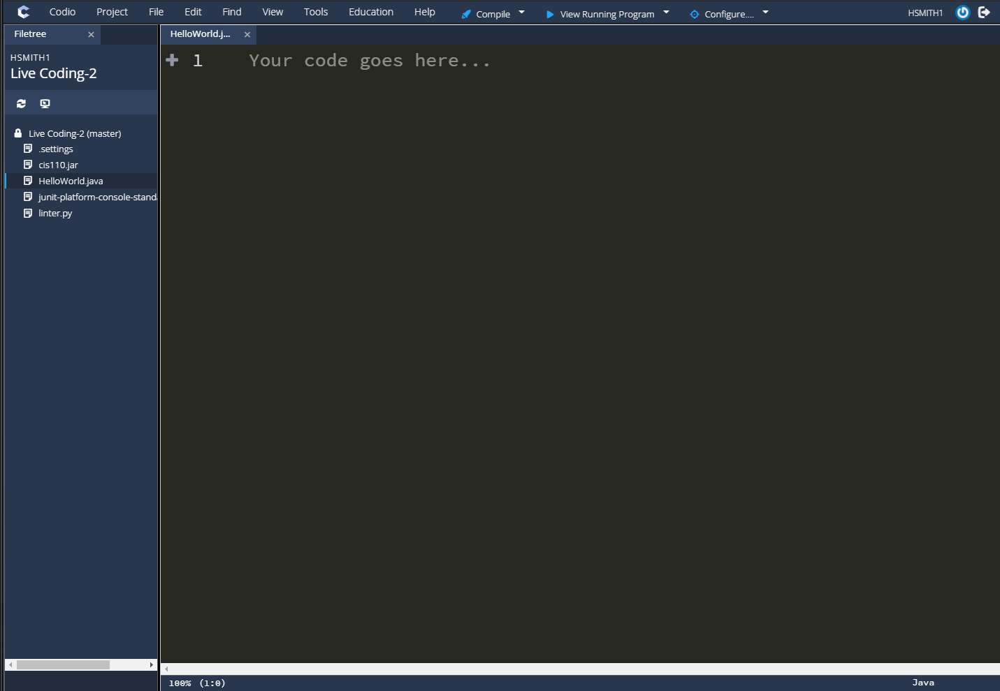 Codio Project File Edit Find View Tools Education Help Compile View Running Program Configure.... HSMITH1
Filetree
HelloWorld.j...
HSMITH1
Live Coding-2
1 Your code goes here...
Live Coding-2 (master)
.settings
cis110.jar
HelloWorld.java
junit-platform-console-stand
linter.py
100% (1:0) Java